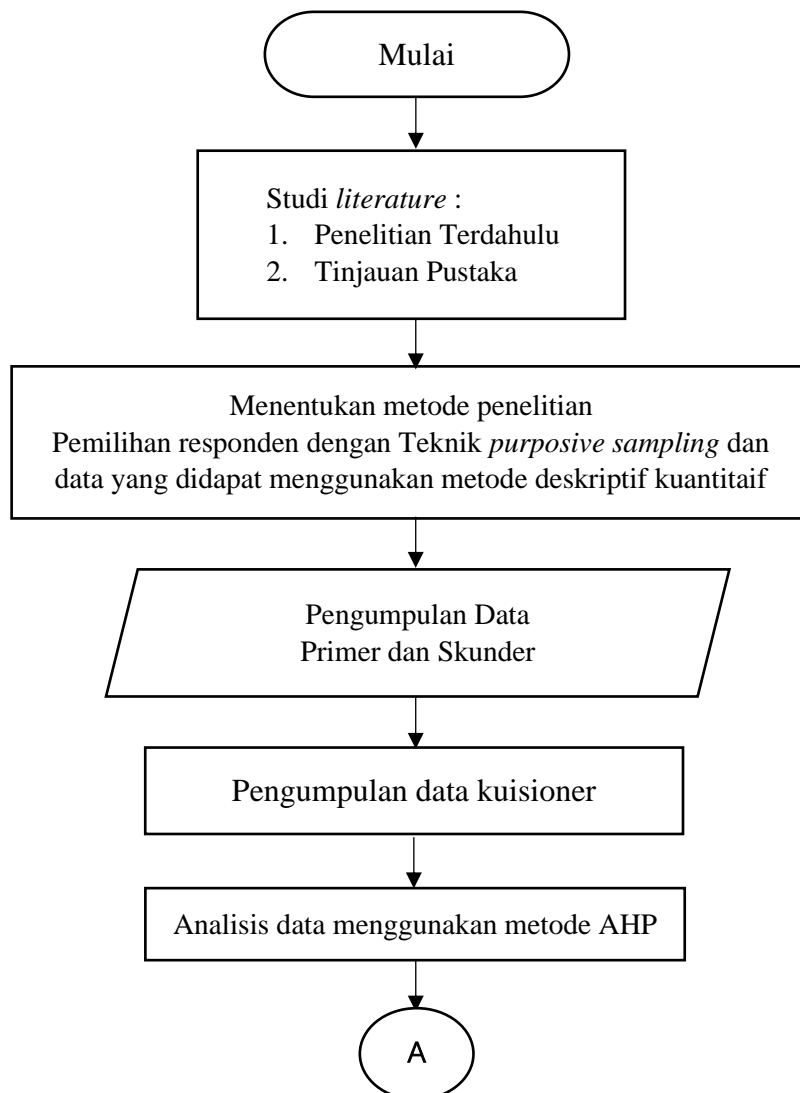 Mulai
Studi literature :
1. Penelitian Terdahulu
2. Tinjauan Pustaka
Menentukan metode penelitian
Pemilihan responden dengan Teknik purposive sampling dan
data yang didapat menggunakan metode deskriptif kuantitaif
Pengumpulan Data
Primer dan Skunder
Pengumpulan data kuisioner
Analisis data menggunakan metode AHP
A